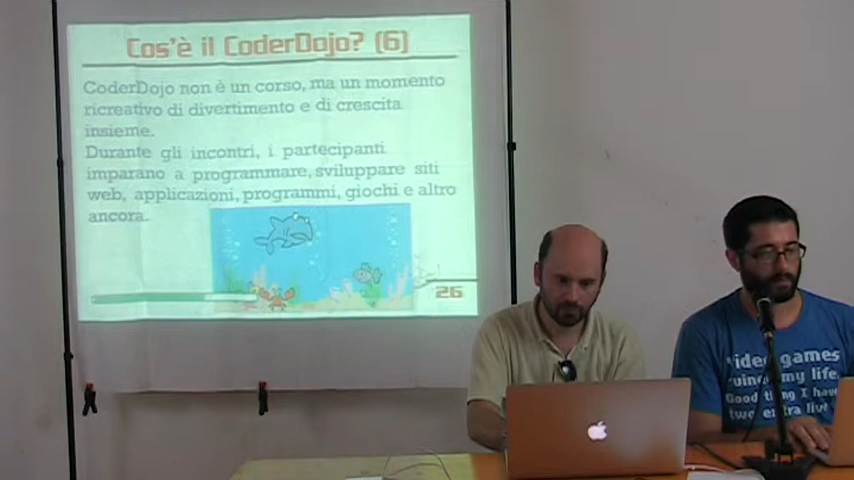 Cos'è il CoderDojo? (6)
CoderDojo non è un corso, ma un momento
ricreativo di divertimento e di crescita
insieme.
Durante gli incontri, i partecipanti
imparano a programmare, sviluppare siti
web, applicazioni, programmi, giochi e altro
ancora.
26
Video games
ruined my life.
Good thing I have
two extra lives